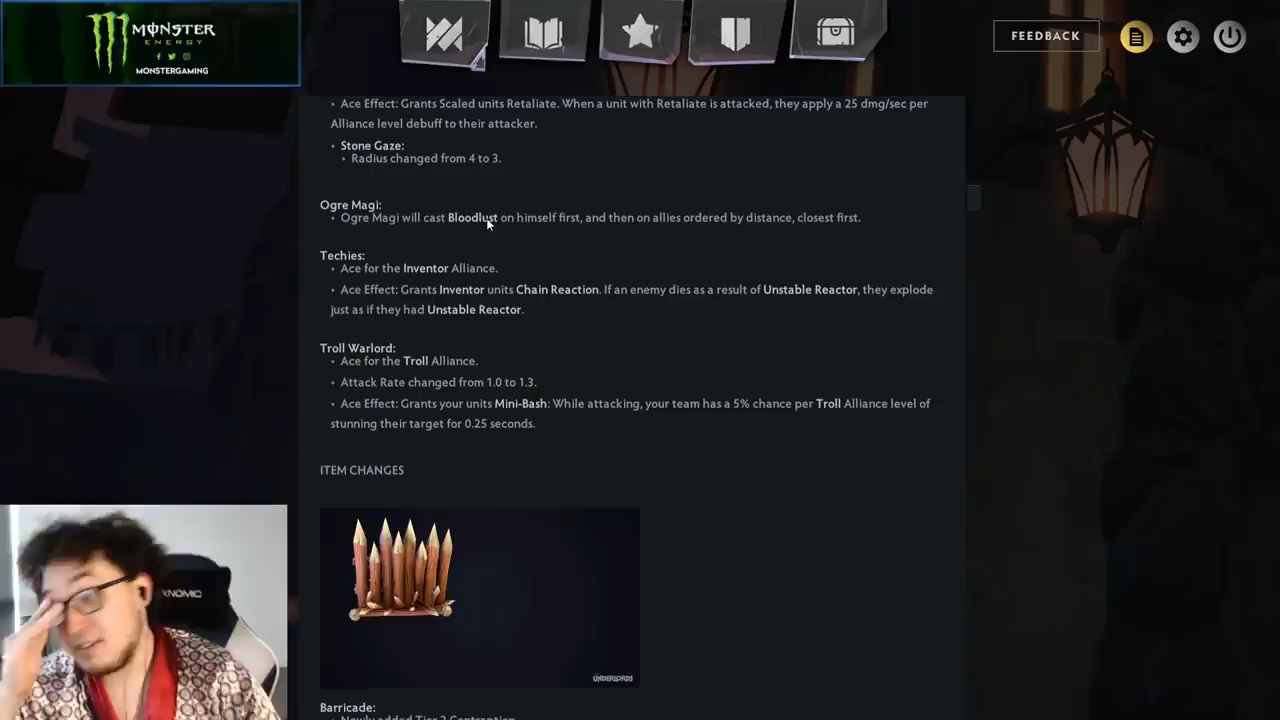 MONSTER
ENERGY
MONSTERGAMING
FEEDBACK
• Ace Effect: Grants Scaled units Retaliate. When a unit with Retaliate is attacked, they apply a 25 dmg/sec per
Alliance level debuff to their attacker.
• Stone Gaze:
• Radius changed from 4 to 3.
Ogre Magi:
• Ogre Magi will cast Bloodlust on himself first, and then on allies ordered by distance, closest first.
Techies:
• Ace for the Inventor Alliance.
• Ace Effect: Grants Inventor units Chain Reaction. If an enemy dies as a result of Unstable Reactor, they explode
just as if they had Unstable Reactor.
Troll Warlord:
• Ace for the Troll Alliance.
• Attack Rate changed from 1.0 to 1.3.
• Ace Effect: Grants your units Mini-Bash: While attacking, your team has a 5% chance per Troll Alliance level of
stunning their target for 0.25 seconds.
ITEM CHANGES
UNDERLORDS
Barricade:
• Newly added Tier 2 Contraption